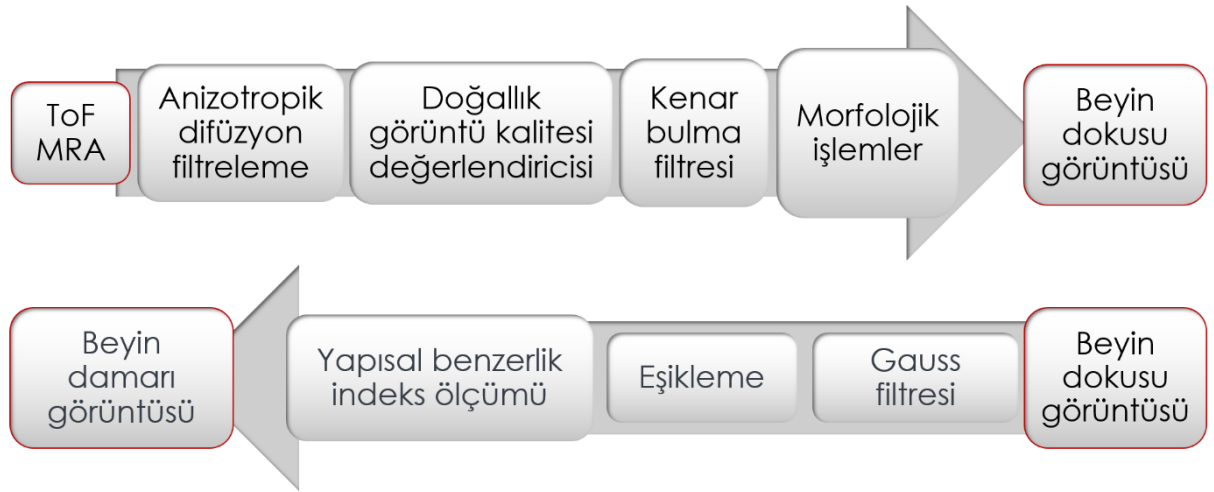 ToF
MRA
Anizotropik
difüzyon
filtreleme
Doğallık
görüntü kalitesi
değerlendiricisi
Kenar
bulma
filtresi
Morfolojik
işlemler
Beyin
dokusu
görüntüsü
Beyin
damarı
görüntüsü
Yapısal benzerlik
indeks ölçümü
Eşikleme
Gauss
filtresi
Beyin
dokusu
görüntüsü